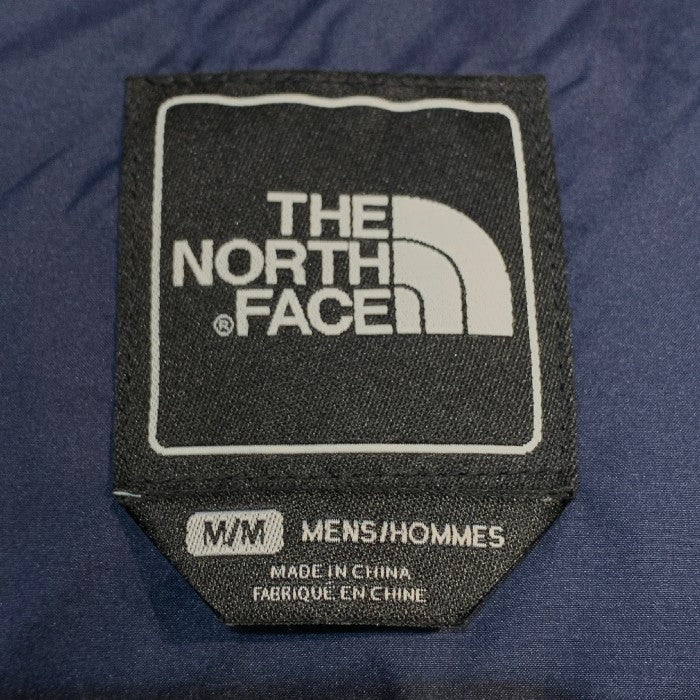 THE
NORTH
®FACE
M/M MENS/HOMMES
MADE IN CHINA
FABRIQUÉ EN CHINE